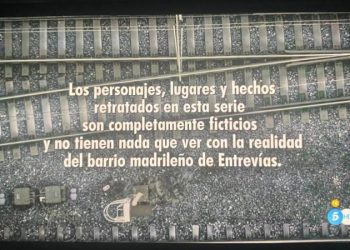 Los personajes, lugares y hechos
retratados en esta serie
son completamente ficticios
y no tienen nada que ver con la realidad
del barrio madrileño de Entrevías.
5